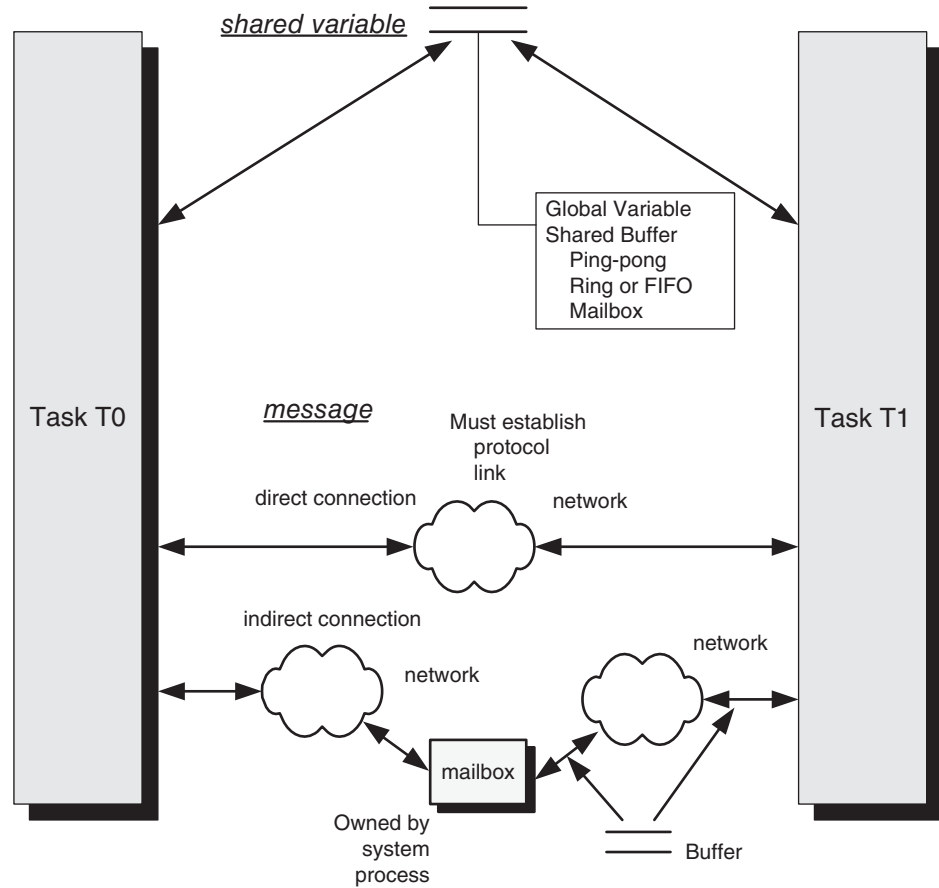 shared variable
Global Variable
Shared Buffer
Ping-pong
Ring or FIFO
Mailbox
Task T0
Task T1
message
Must establish
protocol
link
direct connection
network
indirect connection
network
network
mailbox
Owned by
system
process
Buffer